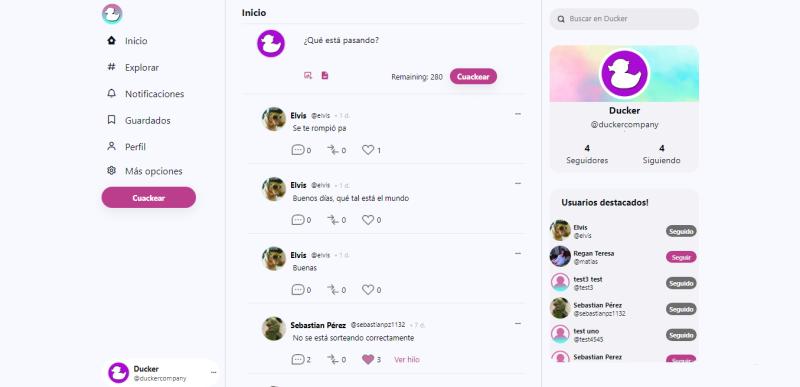 Inicio
Explorar
Notificaciones
Guardados
Perfil
Más opciones
Cuackear
Ducker
@duckercompany
Inicio
¿Qué está pasando?
Remaining: 280
Cuackear
Elvis @elvis • 1 d.
Se te rompió pa
0 0 1
Elvis @elvis • 1 d.
Buenos días, qué tal está el mundo
0 0 0
Elvis @elvis • 1 d.
Buenas
0 0 0
Sebastian Pérez @sebastianpz1132 • 7 d.
No se está sorteando correctamente
2 0 3 Ver hilo
Buscar en Ducker
Ducker
@duckercompany
4 4
Seguidores Siguiendo
Usuarios destacados!
Elvis
@elvis
Seguido
Regan Teresa
@matias
Seguir
test3 test
@test3
Seguido
Sebastian Pérez
@sebastianpz1132
Seguido
test uno
@test4545
Seguido
Sebastian Perez
Seguir